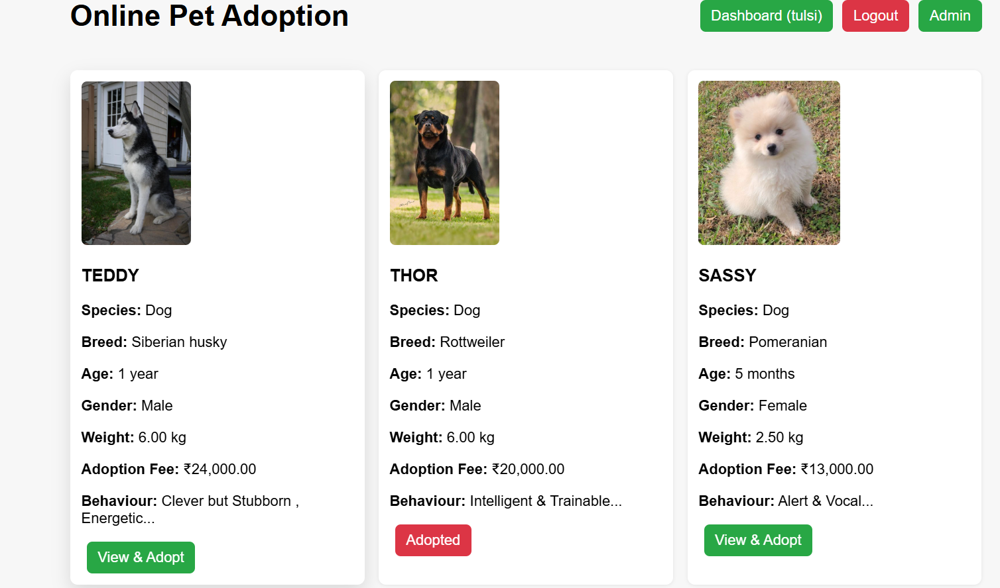 Online Pet Adoption
Dashboard (tulsi)
Logout
Admin
TEDDY
Species: Dog
Breed: Siberian husky
Age: 1 year
Gender: Male
Weight: 6.00 kg
Adoption Fee: ₹24,000.00
Behaviour: Clever but Stubborn ,
Energetic...
View & Adopt
THOR
Species: Dog
Breed: Rottweiler
Age: 1 year
Gender: Male
Weight: 6.00 kg
Adoption Fee: ₹20,000.00
Behaviour: Intelligent & Trainable...
Adopted
SASSY
Species: Dog
Breed: Pomeranian
Age: 5 months
Gender: Female
Weight: 2.50 kg
Adoption Fee: ₹13,000.00
Behaviour: Alert & Vocal...
View & Adopt